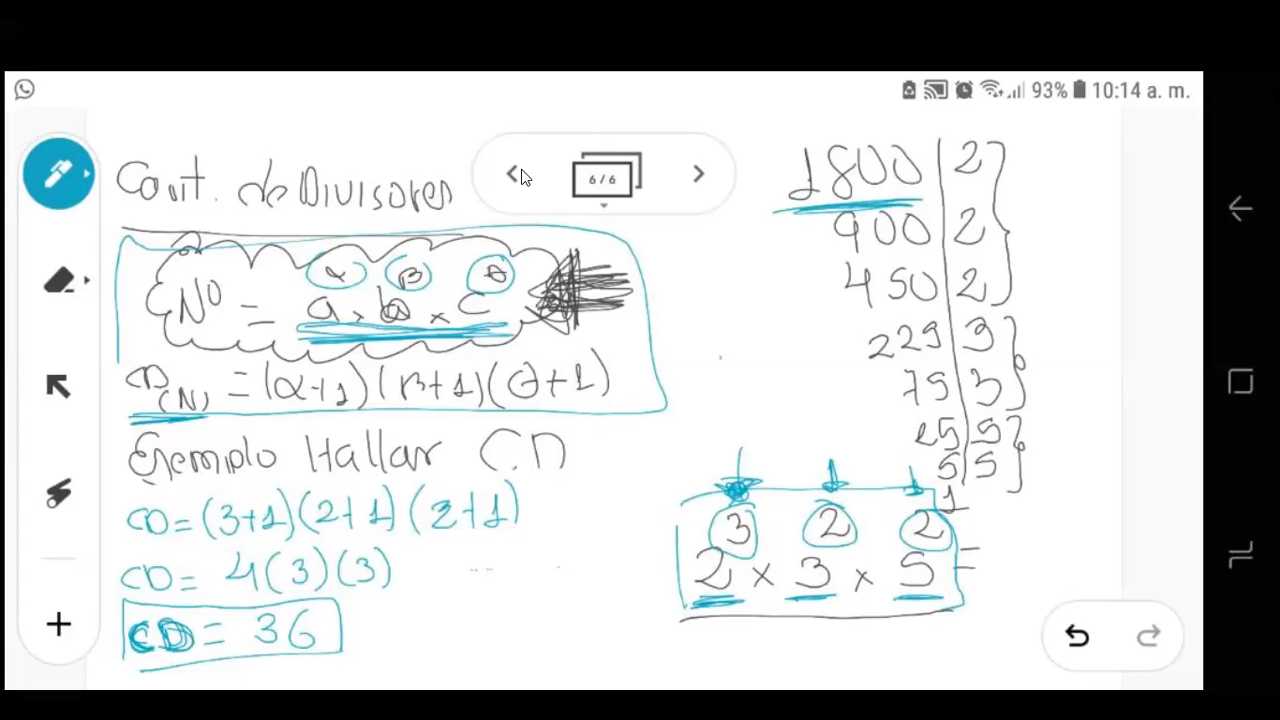 93% 10:14 a. m.
6/6
Cont. de Divisores
Nº = a^α × b^β × c^θ
CD(N) = (α+1)(β+1)(θ+1)
Ejemplo Hallar C.D
CD = (3+1)(2+1)(2+1)
CD = 4(3)(3)
CD = 36
1800 | 2
900 | 2
450 | 2
225 | 3
75 | 3
25 | 5
5 | 5
1
2^3 × 3^2 × 5^2 =